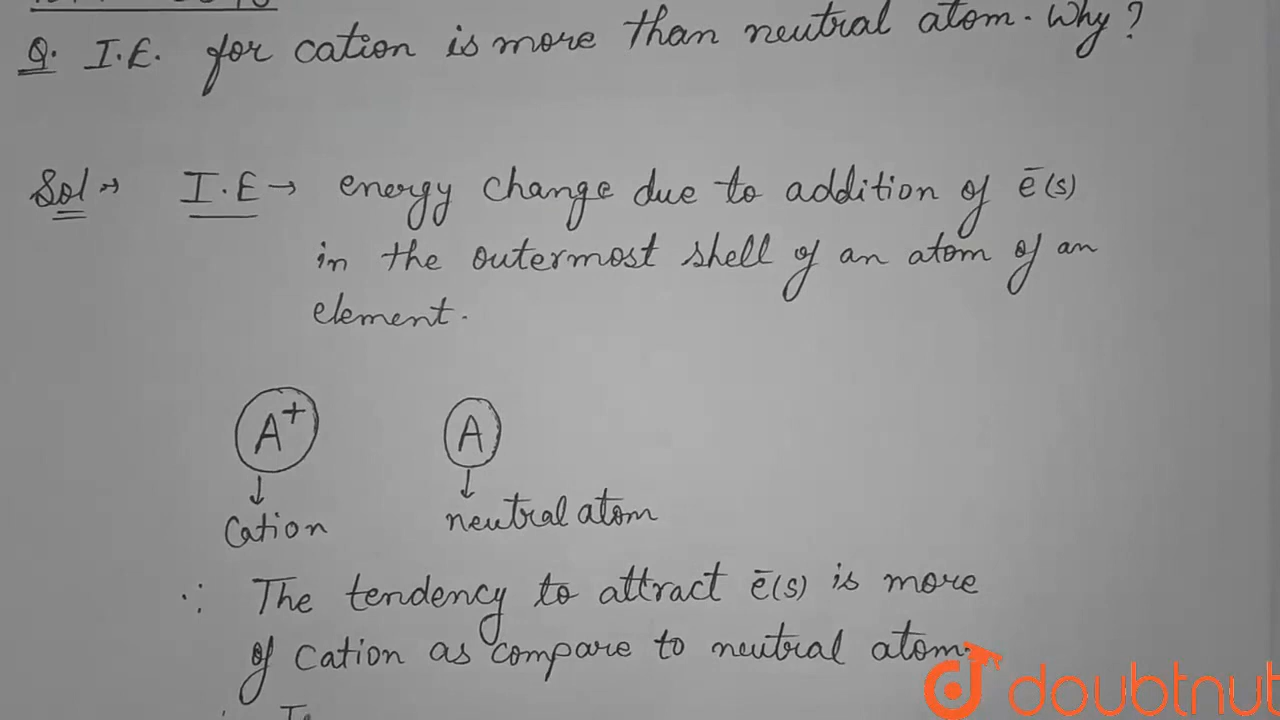 Q. I.E. for cation is more than neutral atom. Why?
Sol → I.E → energy change due to addition of ē(s)
in the outermost shell of an atom of an
element.
A+ A
↓ ↓
Cation neutral atom
∴ The tendency to attract ē(s) is more
of cation as compare to neutral atom.
doubtnut